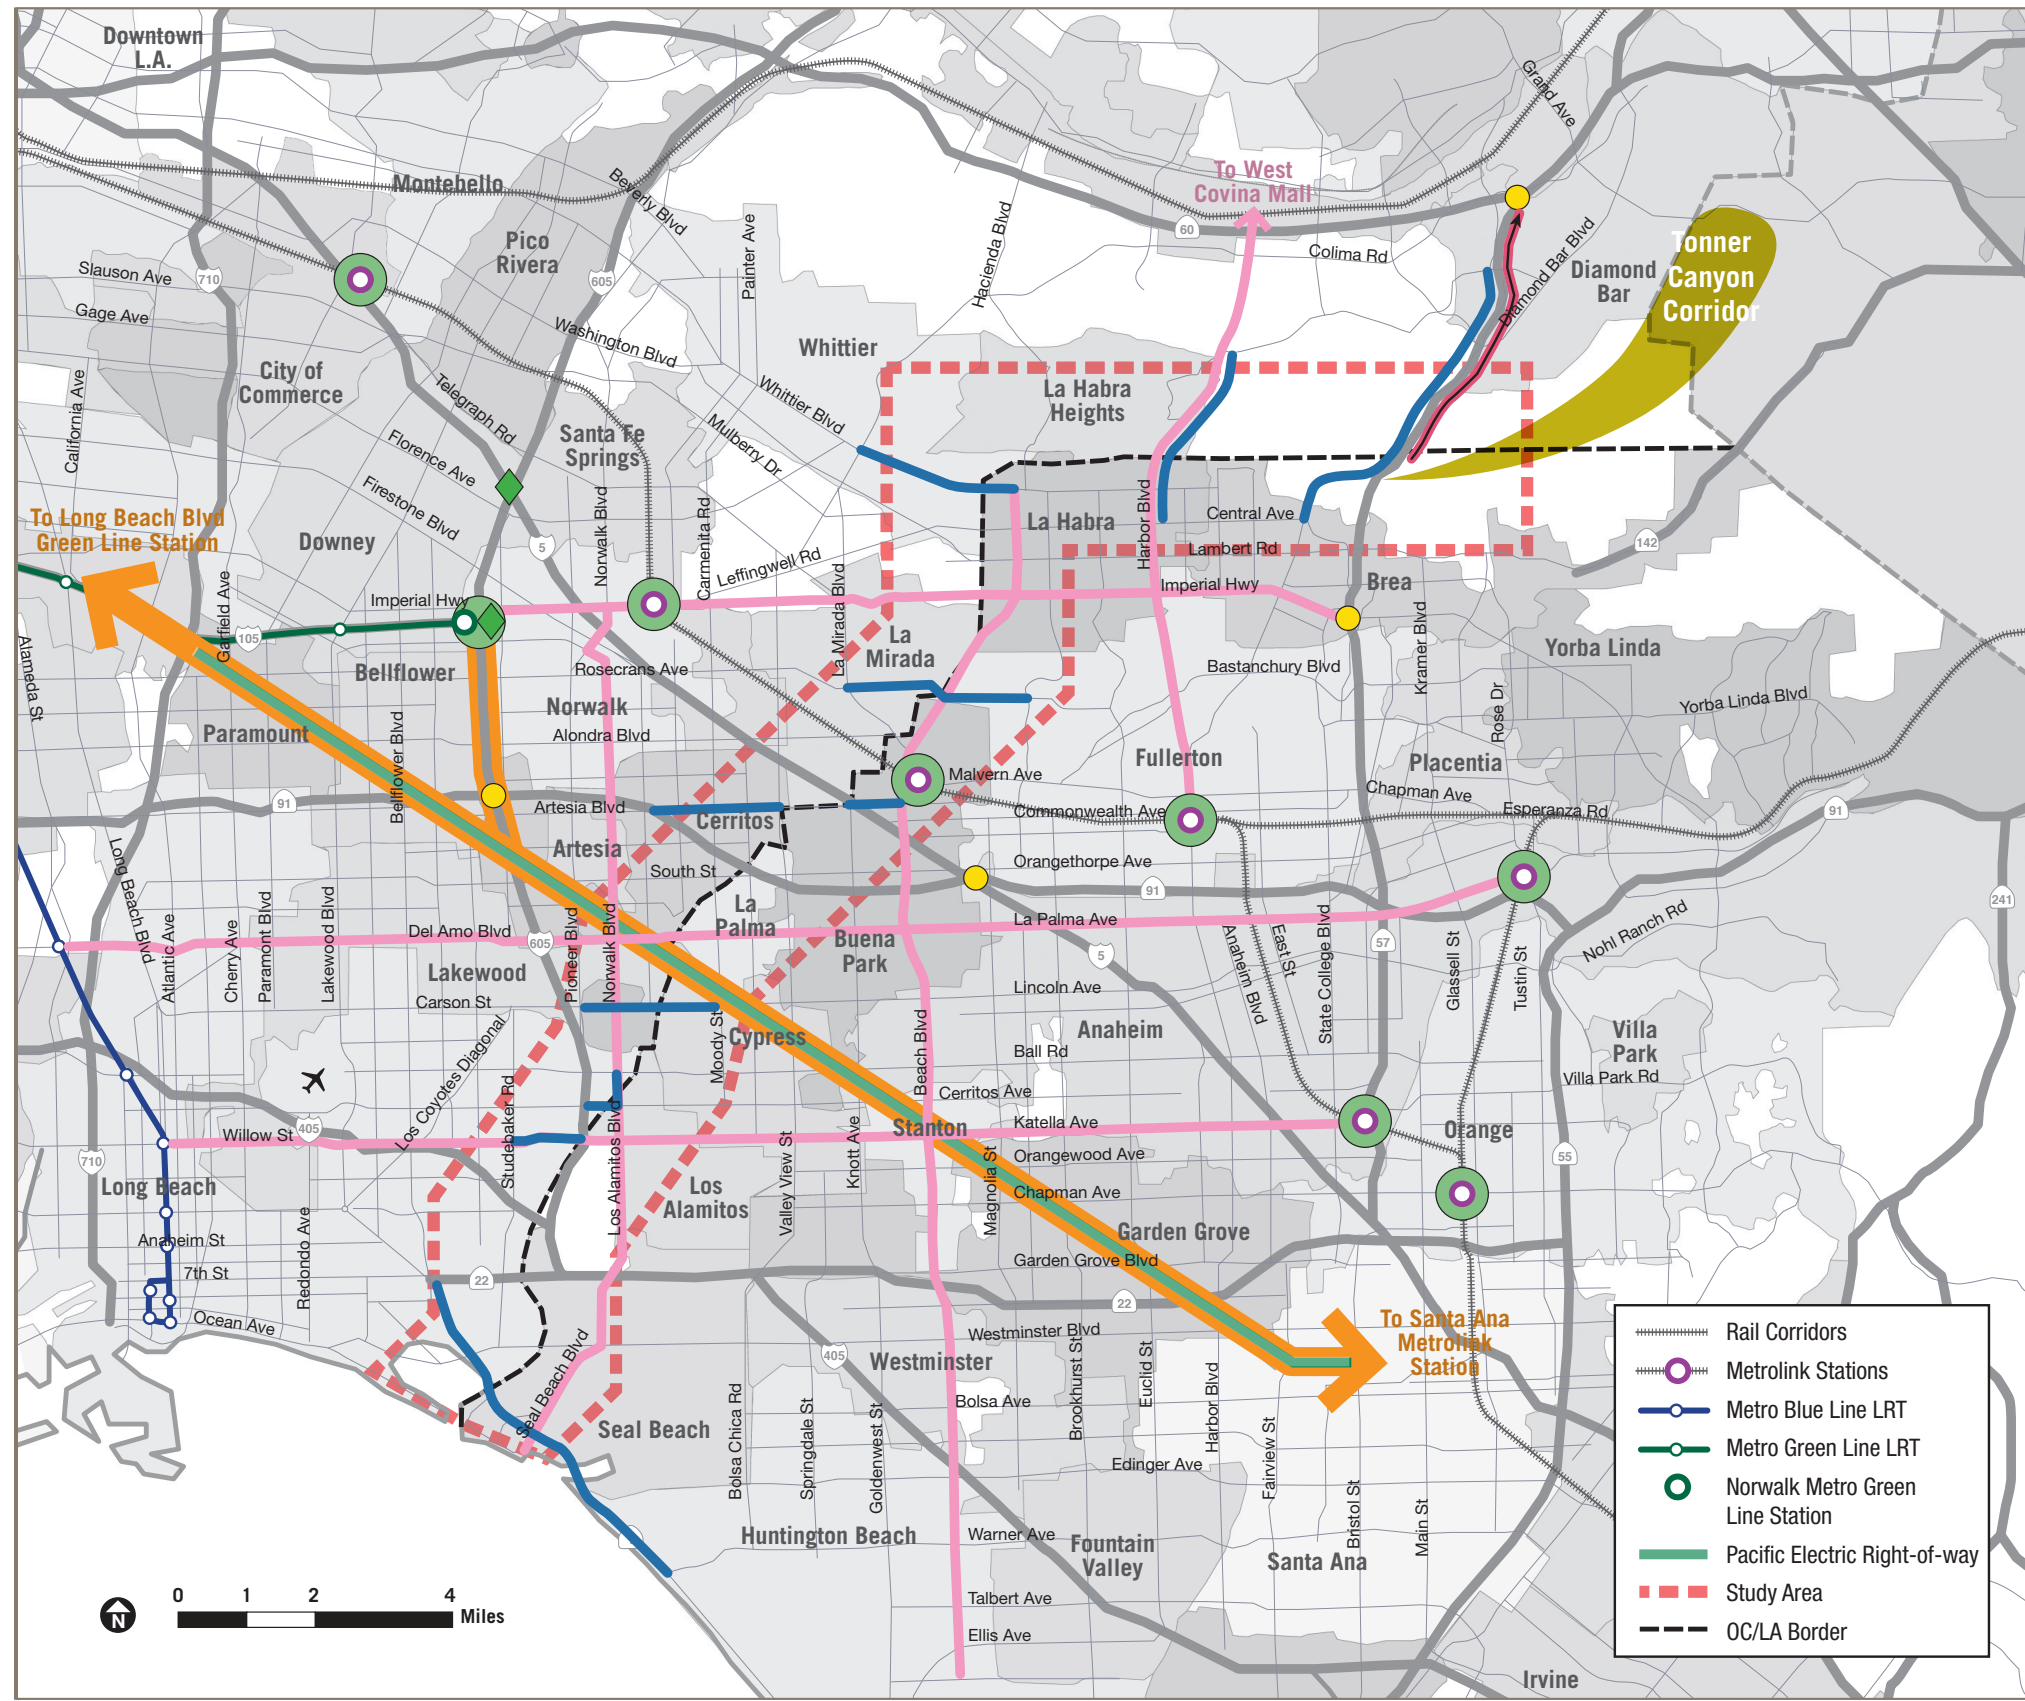 Downtown
L.A.
Montebello
Beverly Blvd
Pico
Rivera
Painter Ave
Hacienda Blvd
To West
Covina Mall
60
Colima Rd
Grand Ave
Diamond Bar Blvd
Diamond
Bar
Tonner
Canyon
Corridor
Slauson Ave
710
605
Gage Ave
Washington Blvd
Whittier
City of
Commerce
California Ave
Telegraph Rd
Whittier Blvd
La Habra
Heights
Florence Ave
Santa Fe
Springs
Mulberry Dr
Firestone Blvd
To Long Beach Blvd
Green Line Station
Downey
5
Norwalk Blvd
Carmenita Rd
Leffingwell Rd
La Mirada Blvd
La Habra
Harbor Blvd
Central Ave
Lambert Rd
142
Imperial Hwy
Imperial Hwy
Brea
Garfield Ave
105
Alameda St
Bellflower
Rosecrans Ave
La
Mirada
Bastanchury Blvd
Kramer Blvd
Yorba Linda
Rose Dr
Yorba Linda Blvd
Norwalk
Alondra Blvd
Paramount
Bellflower Blvd
Fullerton
Placentia
Malvern Ave
Chapman Ave
91
Artesia Blvd
Cerritos
Commonwealth Ave
Esperanza Rd
91
Artesia
South St
Orangethorpe Ave
91
241
Long Beach Blvd
Atlantic Ave
Cherry Ave
Paramont Blvd
Lakewood Blvd
Del Amo Blvd
605
Pioneer Blvd
Norwalk Blvd
La
Palma
La Palma Ave
Buena
Park
5
Anaheim Blvd
East St
State College Blvd
57
Glassell St
Tustin St
Nohl Ranch Rd
Lakewood
Carson St
Lincoln Ave
Los Coyotes Diagonal
Moody St
Cypress
Beach Blvd
Anaheim
Ball Rd
Villa
Park
Villa Park Rd
Studebaker Rd
Cerritos Ave
Willow St
405
Los Alamitos Blvd
Stanton
Katella Ave
Orange
710
Valley View St
Knott Ave
Orangewood Ave
55
Long Beach
Los
Alamitos
Magnolia St
Chapman Ave
Redondo Ave
Anaheim St
Garden Grove
Garden Grove Blvd
7th St
22
22
Ocean Ave
Seal Beach Blvd
405
Westminster Blvd
Westminster
Brookhurst St
Euclid St
Harbor Blvd
To Santa Ana
Metrolink
Station
Bolsa Chica Rd
Springdale St
Goldenwest St
Bolsa Ave
Seal Beach
Edinger Ave
Fairview St
Bristol St
Main St
Huntington Beach
Warner Ave
Fountain
Valley
Santa Ana
Talbert Ave
Ellis Ave
Irvine
N
0 1 2 4
Miles
Rail Corridors
Metrolink Stations
Metro Blue Line LRT
Metro Green Line LRT
Norwalk Metro Green
Line Station
Pacific Electric Right-of-way
Study Area
OC/LA Border